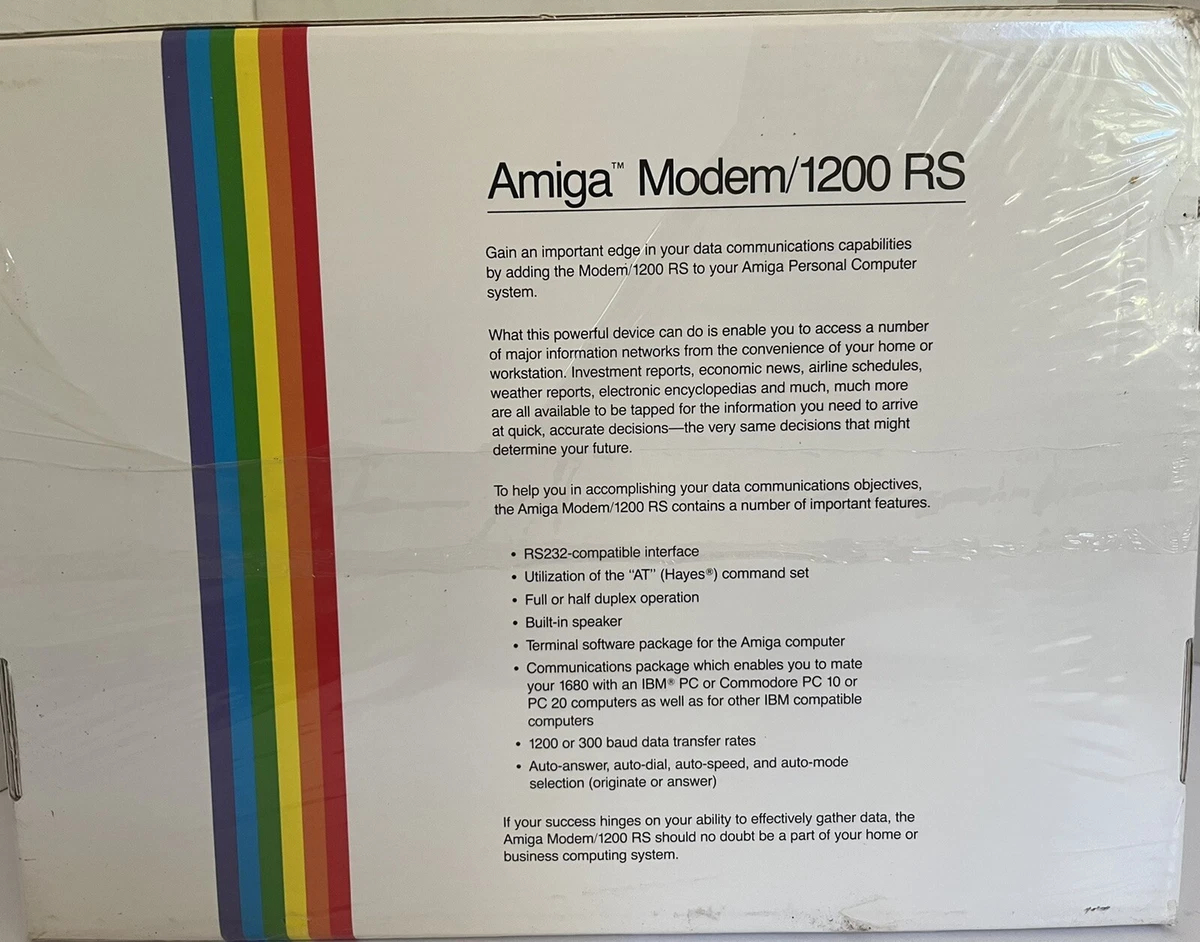 Amiga™ Modem/1200 RS
Gain an important edge in your data communications capabilities
by adding the Modem/1200 RS to your Amiga Personal Computer
system.
What this powerful device can do is enable you to access a number
of major information networks from the convenience of your home or
workstation. Investment reports, economic news, airline schedules,
weather reports, electronic encyclopedias and much, much more
are all available to be tapped for the information you need to arrive
at quick, accurate decisions—the very same decisions that might
determine your future.
To help you in accomplishing your data communications objectives,
the Amiga Modem/1200 RS contains a number of important features.
• RS232-compatible interface
• Utilization of the “AT” (Hayes®) command set
• Full or half duplex operation
• Built-in speaker
• Terminal software package for the Amiga computer
• Communications package which enables you to mate
your 1680 with an IBM® PC or Commodore PC 10 or
PC 20 computers as well as for other IBM compatible
computers
• 1200 or 300 baud data transfer rates
• Auto-answer, auto-dial, auto-speed, and auto-mode
selection (originate or answer)
If your success hinges on your ability to effectively gather data, the
Amiga Modem/1200 RS should no doubt be a part of your home or
business computing system.